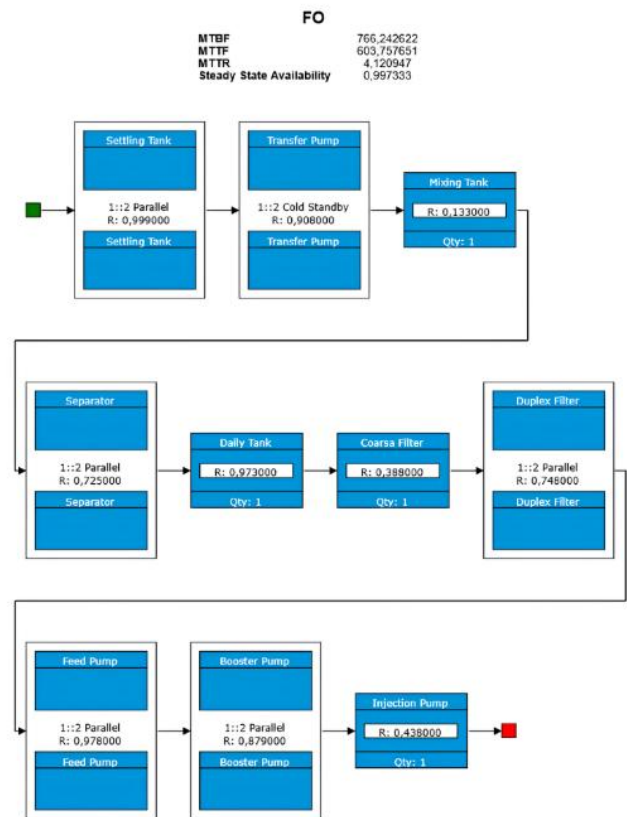 FO
MTBF 766,242622
MTTF 603,757651
MTTR 4,120947
Steady State Availability 0,997333
Settling Tank
1::2 Parallel
R: 0,999000
Settling Tank
Transfer Pump
1::2 Cold Standby
R: 0,908000
Transfer Pump
Mixing Tank
R: 0,133000
Qty: 1
Separator
1::2 Parallel
R: 0,725000
Separator
Daily Tank
R: 0,973000
Qty: 1
Coarsa Filter
R: 0,388000
Qty: 1
Duplex Filter
1::2 Parallel
R: 0,748000
Duplex Filter
Feed Pump
1::2 Parallel
R: 0,978000
Feed Pump
Booster Pump
1::2 Parallel
R: 0,879000
Booster Pump
Injection Pump
R: 0,438000
Qty: 1